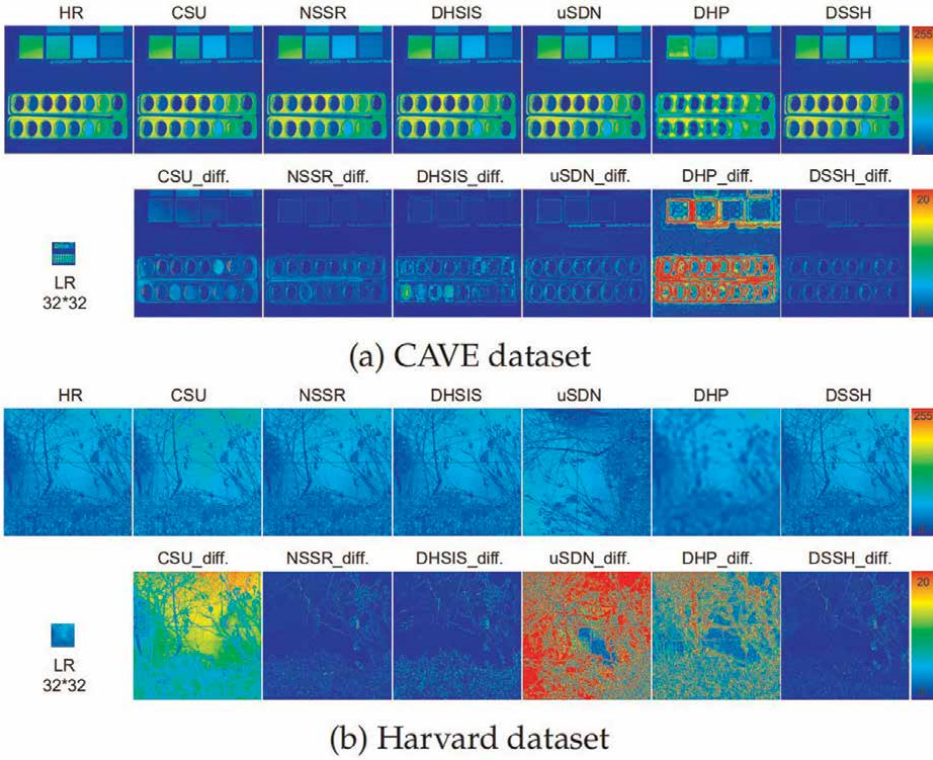 HR CSU NSSR DHSIS uSDN DHP DSSH
255
CSU_diff. NSSR_diff. DHSIS_diff. uSDN_diff. DHP_diff. DSSH_diff.
20
LR
32*32
(a) CAVE dataset
HR CSU NSSR DHSIS uSDN DHP DSSH
255
CSU_diff. NSSR_diff. DHSIS_diff. uSDN_diff. DHP_diff. DSSH_diff.
20
LR
32*32
(b) Harvard dataset